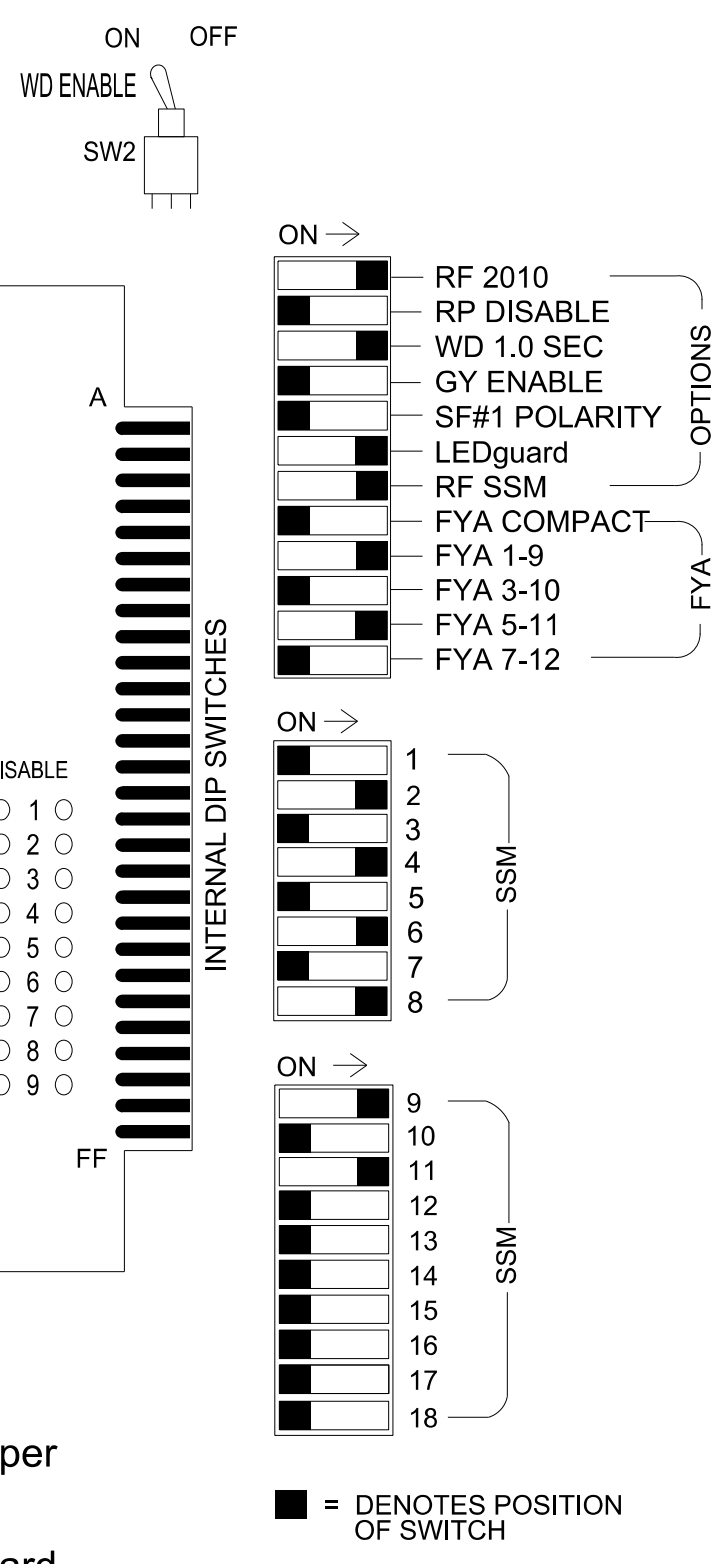 ON OFF
WD ENABLE
SW2
ON →
RF 2010
RP DISABLE
WD 1.0 SEC
GY ENABLE
SF#1 POLARITY
LEDguard
RF SSM
FYA COMPACT
FYA 1-9
FYA 3-10
FYA 5-11
FYA 7-12
OPTIONS
FYA
A
FF
INTERNAL DIP SWITCHES
ISABLE
1
2
3
4
5
6
7
8
9
ON →
1
2
3
4
5
6
7
8
SSM
ON →
9
10
11
12
13
14
15
16
17
18
SSM
per
= DENOTES POSITION
OF SWITCH